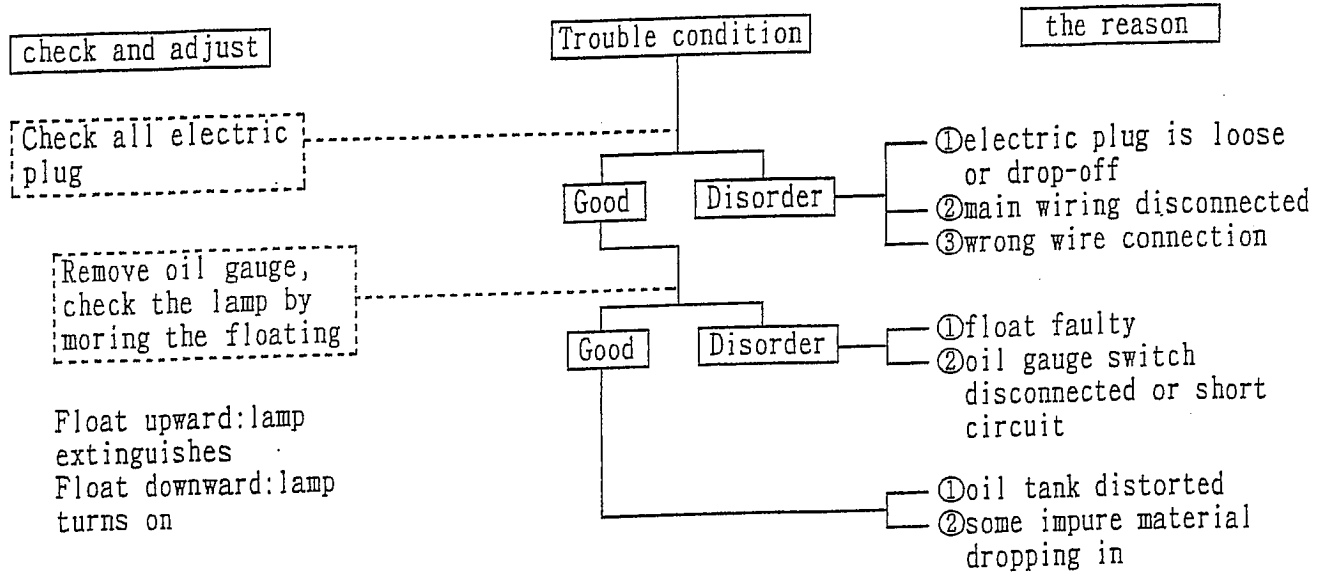 check and adjust
Trouble condition
the reason
Check all electric
plug
Good
Disorder
①electric plug is loose
or drop-off
②main wiring disconnected
③wrong wire connection
Remove oil gauge,
check the lamp by
moring the floating
Good
Disorder
①float faulty
②oil gauge switch
disconnected or short
circuit
Float upward:lamp
extinguishes
Float downward:lamp
turns on
①oil tank distorted
②some impure material
dropping in